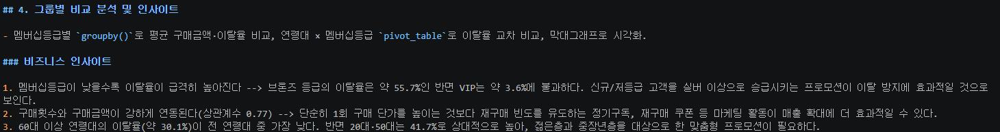 ## 4. 그룹별 비교 분석 및 인사이트
- 멤버십등급별 `groupby()`로 평균 구매금액·이탈율 비교, 연령대 × 멤버십등급 `pivot_table`로 이탈율 교차 비교, 막대그래프로 시각화.
### 비즈니스 인사이트
1. 멤버십등급이 낮을수록 이탈율이 급격히 높아진다 --> 브론즈 등급의 이탈율은 약 55.7%인 반면 VIP는 약 3.6%에 불과하다. 신규/저등급 고객을 실버 이상으로 승급시키는 프로모션이 이탈 방지에 효과적일 것으로
보인다.
2. 구매횟수와 구매금액이 강하게 연동된다(상관계수 0.77) --> 단순히 1회 구매 단가를 높이는 것보다 재구매 빈도를 유도하는 정기구독, 재구매 쿠폰 등 마케팅 활동이 매출 확대에 더 효과적일 수 있다.
3. 60대 이상 연령대의 이탈율(약 30.1%)이 전 연령대 중 가장 낮다. 반면 20대·50대는 41.7%로 상대적으로 높아, 젊은층과 중장년층을 대상으로 한 맞춤형 프로모션이 필요하다.